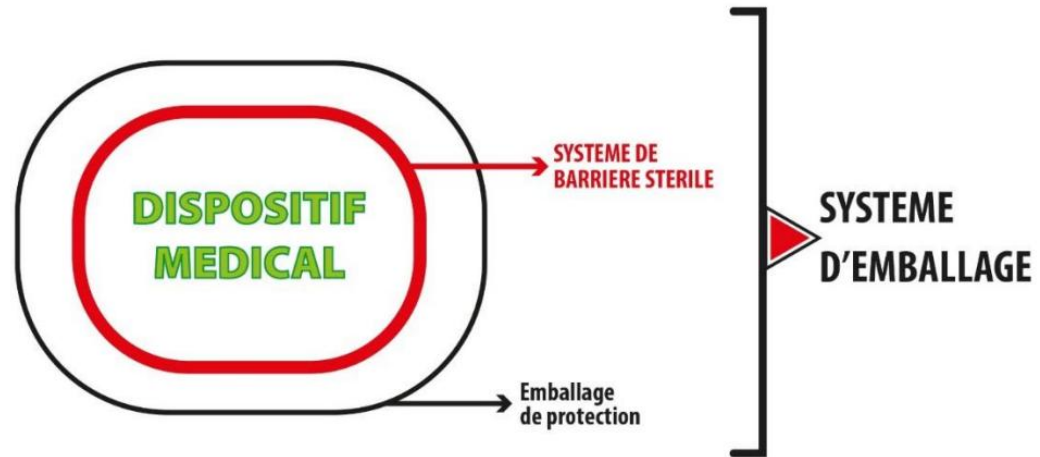 DISPOSITIF
MEDICAL
SYSTEME DE
BARRIERE STERILE
Emballage
de protection
SYSTEME
D'EMBALLAGE